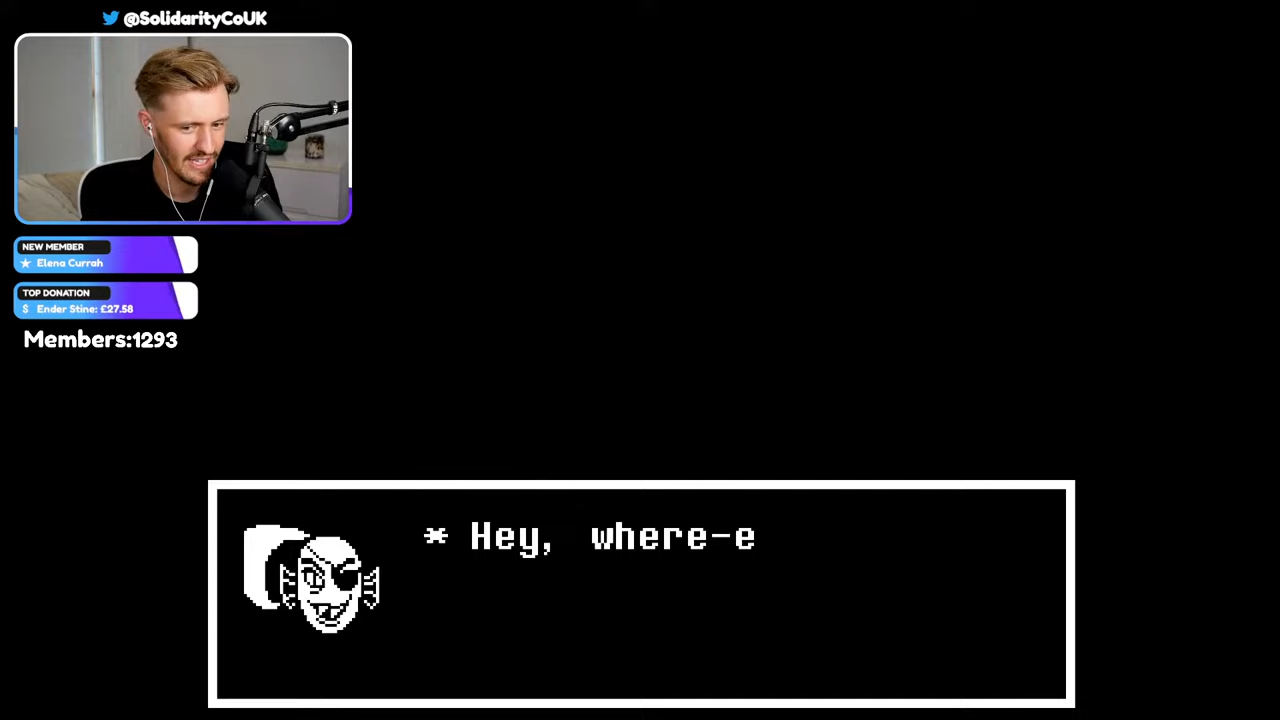 @SolidarityCoUK
NEW MEMBER
★ Elena Currah
TOP DONATION
$ Ender Stine: £27.58
Members:1293
* Hey, where-e